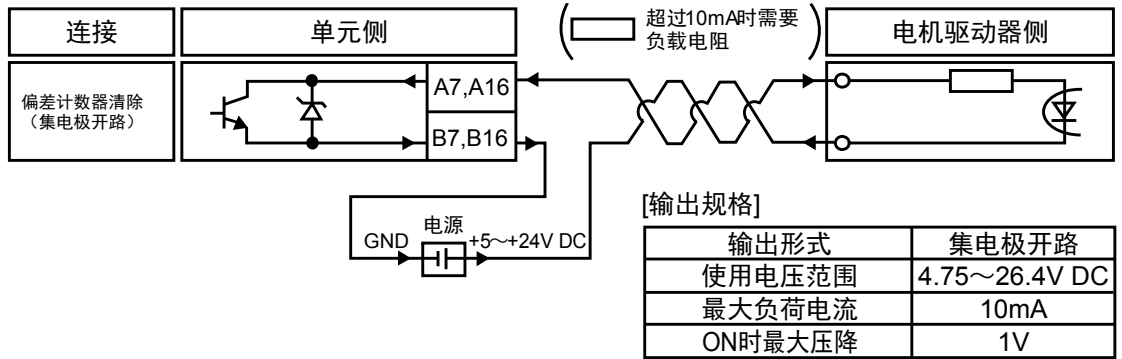 连接
单元侧
超过10mA时需要
负载电阻
电机驱动器侧
偏差计数器清除
（集电极开路）
A7,A16
B7,B16
电源
GND
+5～+24V DC
[输出规格]
输出形式 集电极开路
使用电压范围 4.75～26.4V DC
最大负荷电流 10mA
ON时最大压降 1V